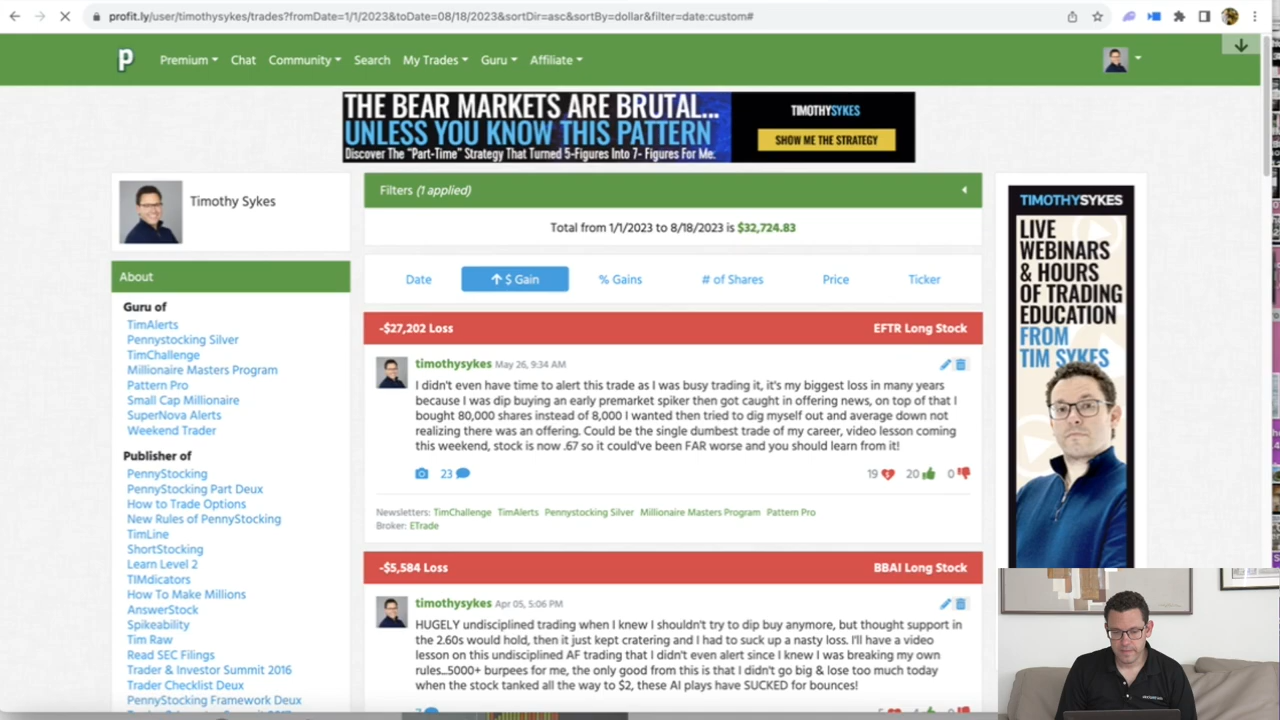 profit.ly/user/timothysykes/trades?fromDate=1/1/2023&toDate=08/18/2023&sortDir=asc&sortBy=dollar&filter=date:custom#
p Premium Chat Community Search My Trades Guru Affiliate
THE BEAR MARKETS ARE BRUTAL...
UNLESS YOU KNOW THIS PATTERN
Discover The "Part-Time" Strategy That Turned 5-Figures Into 7- Figures For Me.
TIMOTHYSYKES
SHOW ME THE STRATEGY
Timothy Sykes
About
Guru of
TimAlerts
Pennystocking Silver
TimChallenge
Millionaire Masters Program
Pattern Pro
Small Cap Millionaire
SuperNova Alerts
Weekend Trader
Publisher of
PennyStocking
PennyStocking Part Deux
How to Trade Options
New Rules of PennyStocking
TimLine
ShortStocking
Learn Level 2
TIMdicators
How To Make Millions
AnswerStock
Spikeability
Tim Raw
Read SEC Filings
Trader & Investor Summit 2016
Trader Checklist Deux
PennyStocking Framework Deux
Filters (1 applied)
Total from 1/1/2023 to 8/18/2023 is $32,724.83
Date $ Gain % Gains # of Shares Price Ticker
-$27,202 Loss EFTR Long Stock
timothysykes May 26, 9:34 AM
I didn't even have time to alert this trade as I was busy trading it, it's my biggest loss in many years
because I was dip buying an early premarket spiker then got caught in offering news, on top of that I
bought 80,000 shares instead of 8,000 I wanted then tried to dig myself out and average down not
realizing there was an offering. Could be the single dumbest trade of my career, video lesson coming
this weekend, stock is now .67 so it could've been FAR worse and you should learn from it!
23 19 20 0
Newsletters: TimChallenge TimAlerts Pennystocking Silver Millionaire Masters Program Pattern Pro
Broker: ETrade
-$5,584 Loss BBAI Long Stock
timothysykes Apr 05, 5:06 PM
HUGELY undisciplined trading when I knew I shouldn't try to dip buy anymore, but thought support in
the 2.60s would hold, then it just kept cratering and I had to suck up a nasty loss. I'll have a video
lesson on this undisciplined AF trading that I didn't even alert since I knew I was breaking my own
rules...5000+ burpees for me, the only good from this is that I didn't go big & lose too much today
when the stock tanked all the way to $2, these AI plays have SUCKED for bounces!
TIMOTHYSYKES
LIVE
WEBINARS
& HOURS
OF TRADING
EDUCATION
FROM
TIM SYKES